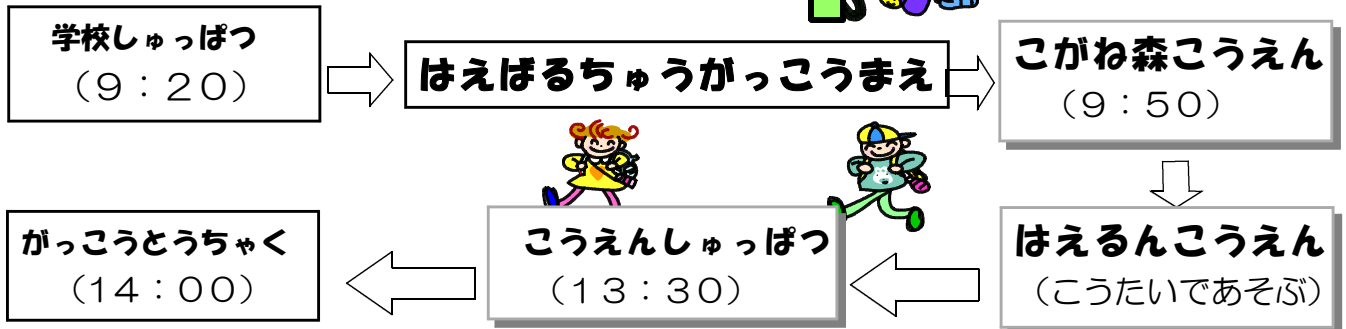 学校しゅっぱつ
（９：２０）
はえばるちゅうがっこうまえ
こがね森こうえん
（９：５０）
はえるんこうえん
（こうたいであそぶ）
こうえんしゅっぱつ
（１３：３０）
がっこうとうちゃく
（１４：００）